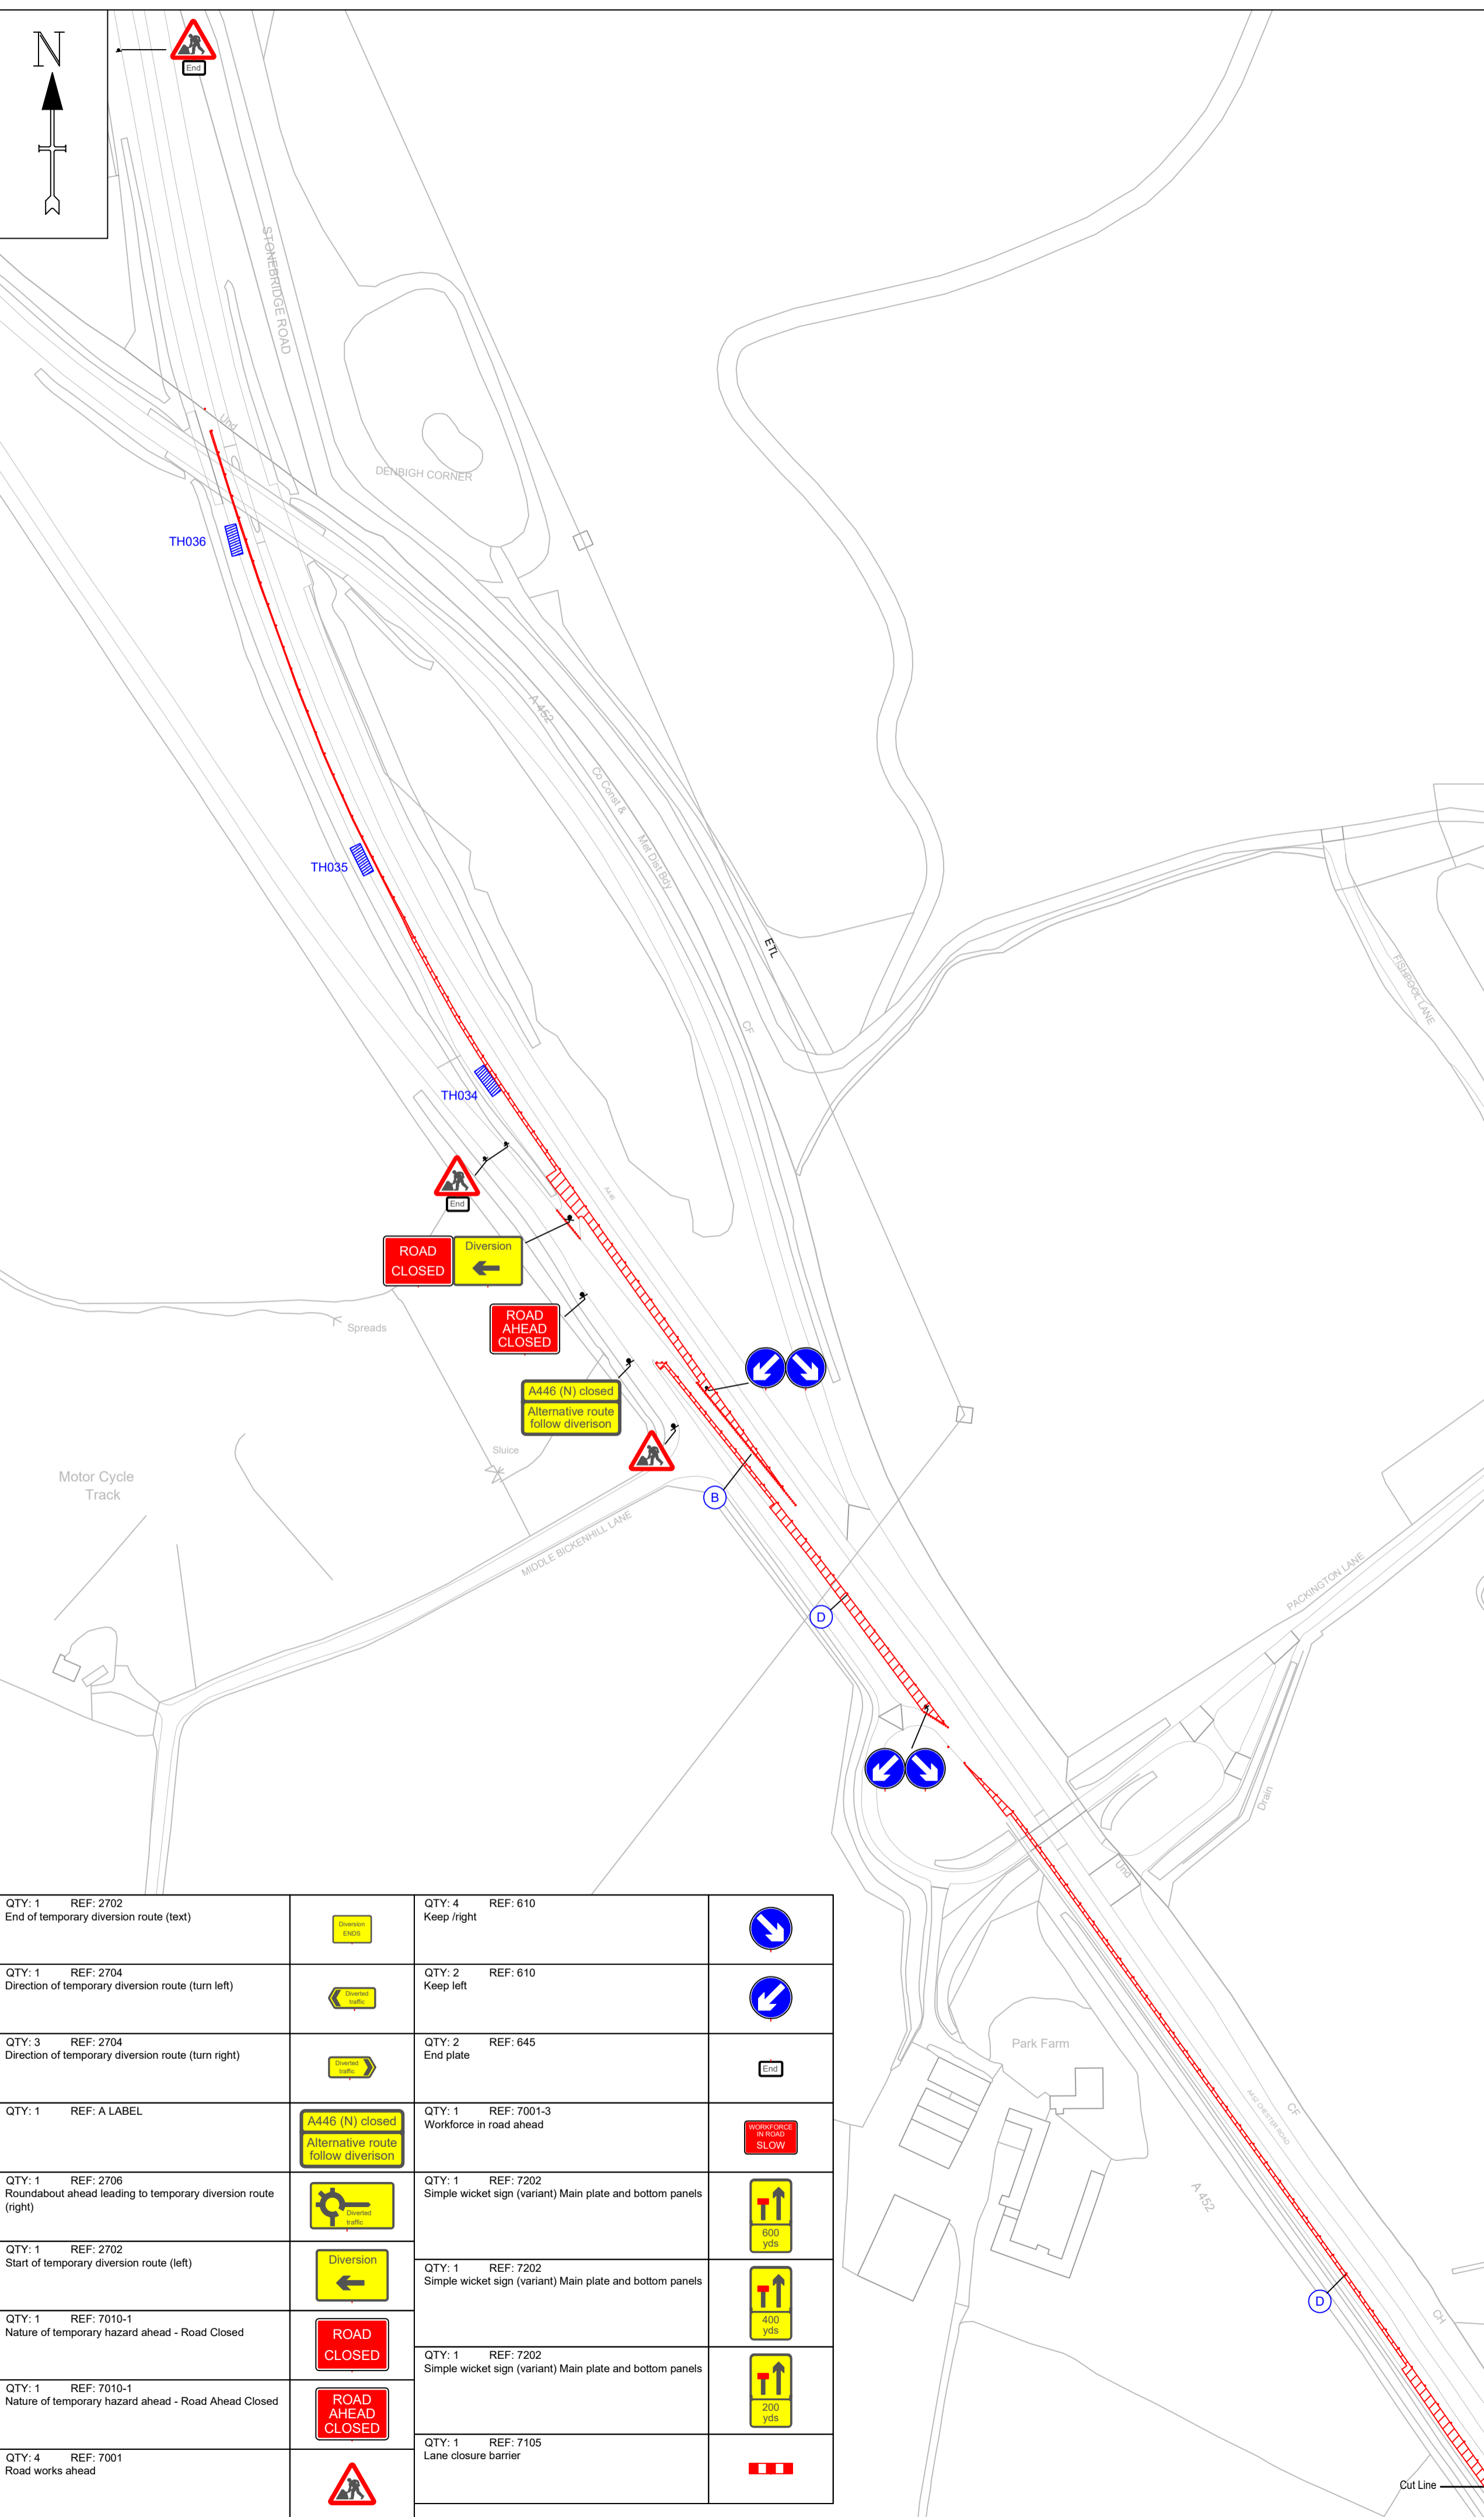 N
End
STONEBRIDGE ROAD
Und
DENBIGH CORNER
TH036
A 452
Co Const &
Met Dist Bdy
TH035
ETL
FISHPOOL LANE
CF
TH034
A446
End
ROAD
CLOSED
Diversion
ROAD
AHEAD
CLOSED
Spreads
A446 (N) closed
Alternative route
follow diverison
Sluice
Motor Cycle
Track
B
MIDDLE BICKENHILL LANE
D
PACKINGTON LANE
Drain
Und
Park Farm
A452 CHESTER ROAD
CF
A 452
D
CH
Cut Line
QTY: 1 REF: 2702
End of temporary diversion route (text)
Diversion
ENDS
QTY: 1 REF: 2704
Direction of temporary diversion route (turn left)
Diverted
traffic
QTY: 3 REF: 2704
Direction of temporary diversion route (turn right)
Diverted
traffic
QTY: 1 REF: A LABEL
A446 (N) closed
Alternative route
follow diverison
QTY: 1 REF: 2706
Roundabout ahead leading to temporary diversion route
(right)
Diverted
traffic
QTY: 1 REF: 2702
Start of temporary diversion route (left)
Diversion
QTY: 1 REF: 7010-1
Nature of temporary hazard ahead - Road Closed
ROAD
CLOSED
QTY: 1 REF: 7010-1
Nature of temporary hazard ahead - Road Ahead Closed
ROAD
AHEAD
CLOSED
QTY: 4 REF: 7001
Road works ahead
QTY: 4 REF: 610
Keep /right
QTY: 2 REF: 610
Keep left
QTY: 2 REF: 645
End plate
End
QTY: 1 REF: 7001-3
Workforce in road ahead
WORKFORCE
IN ROAD
SLOW
QTY: 1 REF: 7202
Simple wicket sign (variant) Main plate and bottom panels
600
yds
QTY: 1 REF: 7202
Simple wicket sign (variant) Main plate and bottom panels
400
yds
QTY: 1 REF: 7202
Simple wicket sign (variant) Main plate and bottom panels
200
yds
QTY: 1 REF: 7105
Lane closure barrier